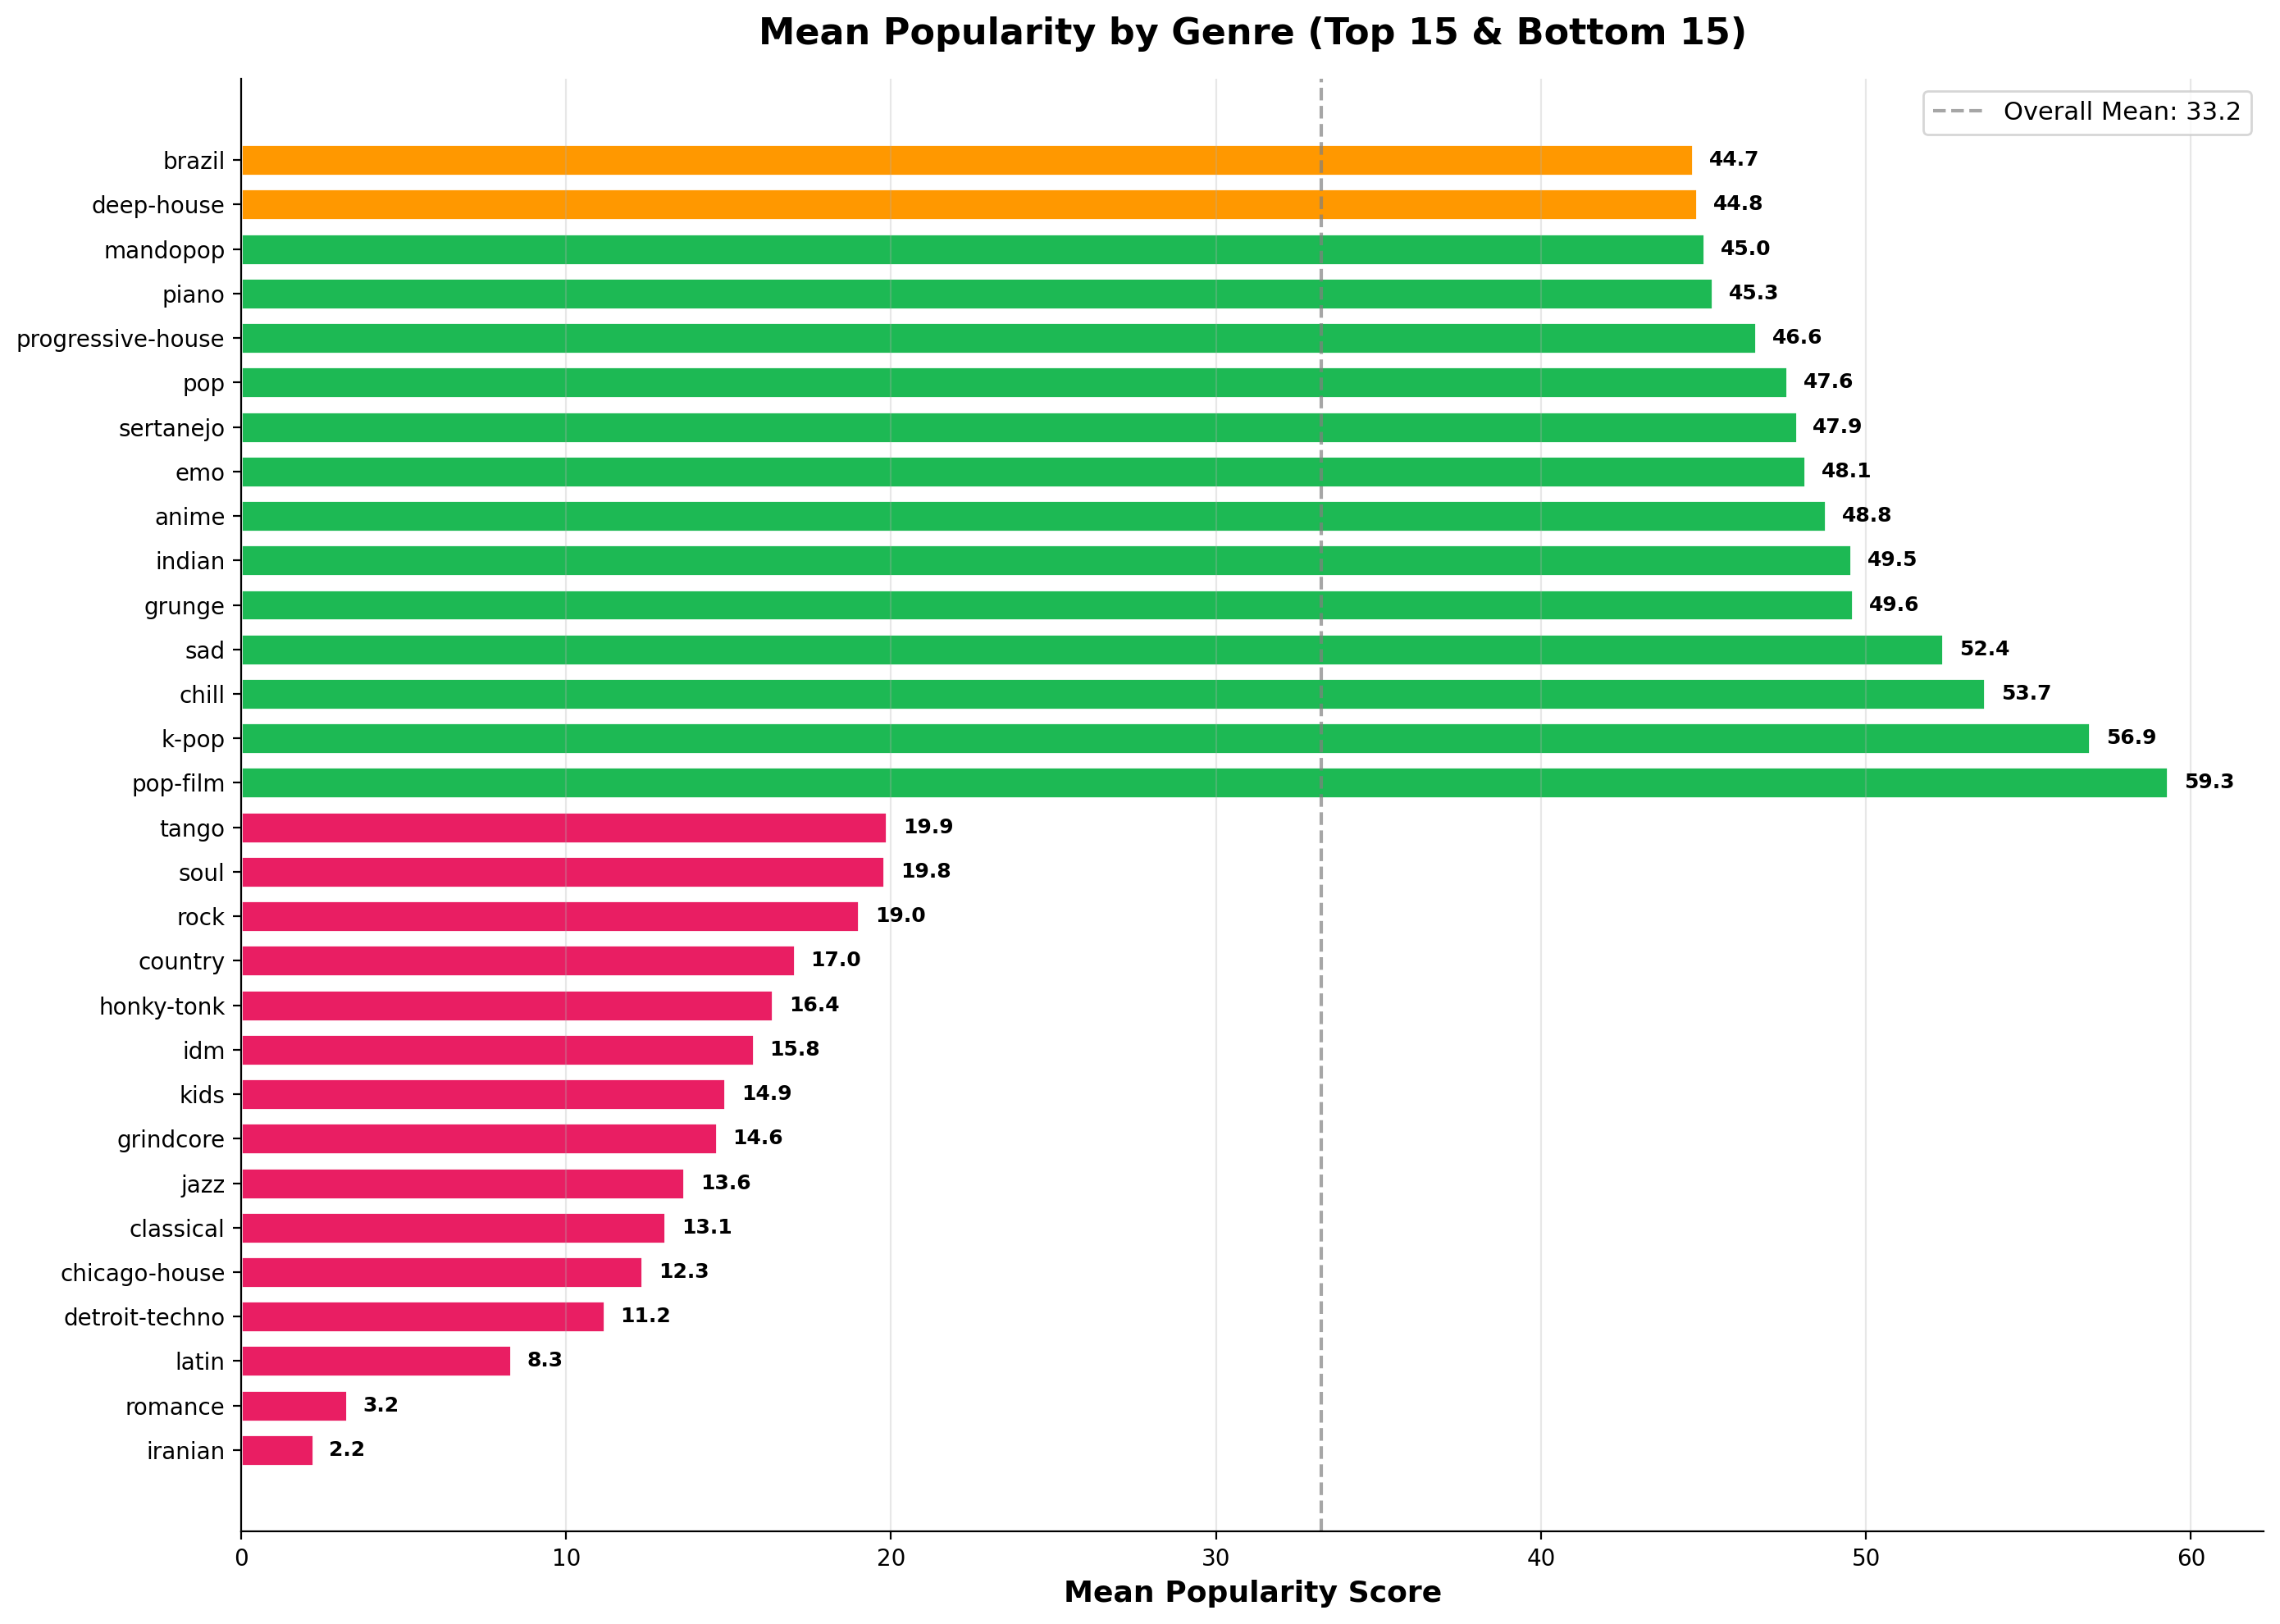 Mean Popularity by Genre (Top 15 & Bottom 15)
Overall Mean: 33.2
brazil 44.7
deep-house 44.8
mandopop 45.0
piano 45.3
progressive-house 46.6
pop 47.6
sertanejo 47.9
emo 48.1
anime 48.8
indian 49.5
grunge 49.6
sad 52.4
chill 53.7
k-pop 56.9
pop-film 59.3
tango 19.9
soul 19.8
rock 19.0
country 17.0
honky-tonk 16.4
idm 15.8
kids 14.9
grindcore 14.6
jazz 13.6
classical 13.1
chicago-house 12.3
detroit-techno 11.2
latin 8.3
romance 3.2
iranian 2.2
0 10 20 30 40 50 60
Mean Popularity Score